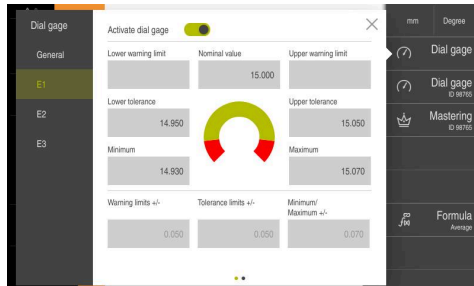 Dial gage
General
E1
E2
E3
Activate dial gage
Lower warning limit
Nominal value
Upper warning limit
15.000
Lower tolerance
Upper tolerance
14.950
15.050
Minimum
Maximum
14.930
15.070
Warning limits +/-
Tolerance limits +/-
Minimum/
Maximum +/-
0.050
0.050
0.070
mm
Degree
Dial gage
Dial gage
ID 98765
Mastering
ID 98765
f(x)
Formula
Average